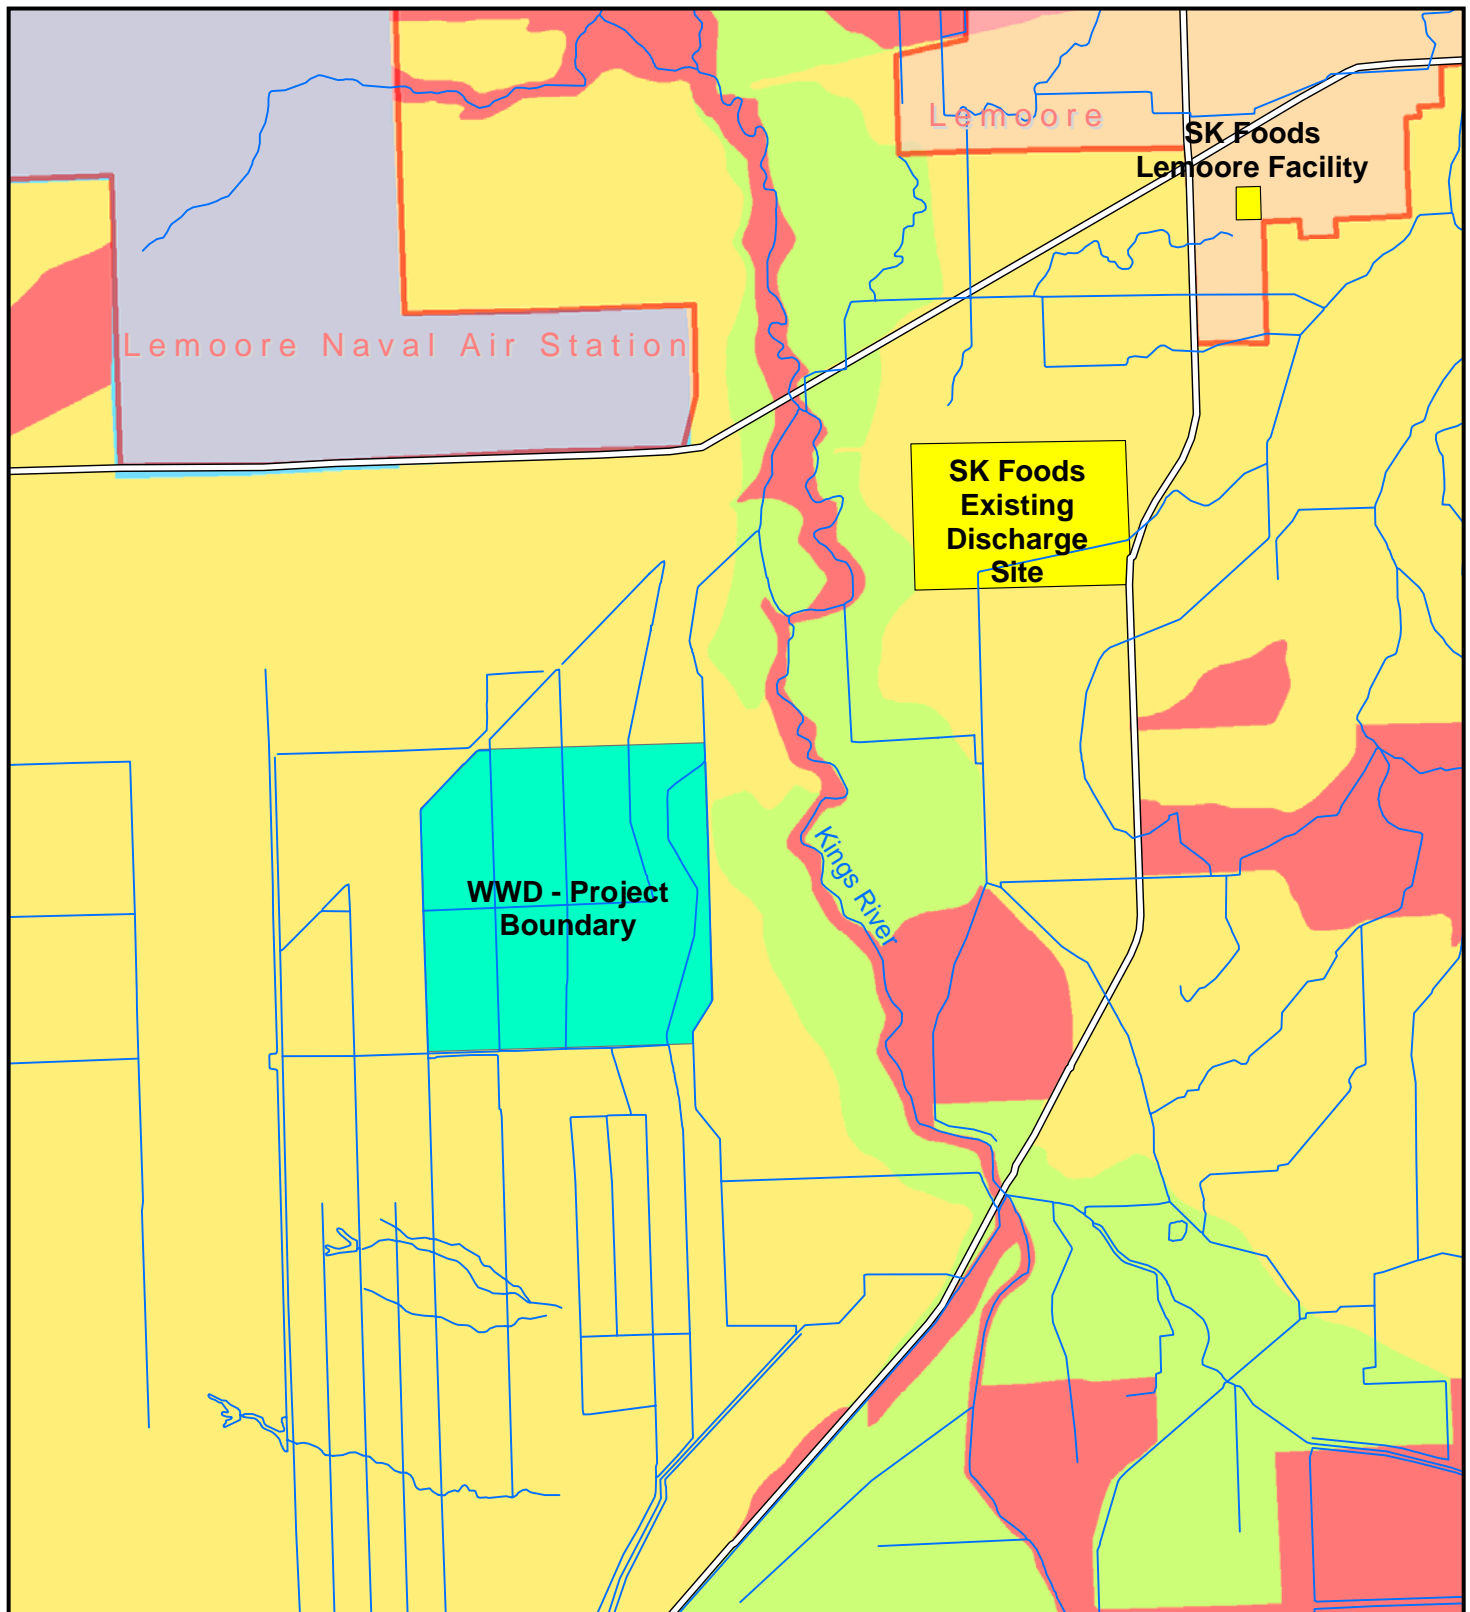 Lemoore
SK Foods
Lemoore Facility
Lemoore Naval Air Station
SK Foods
Existing
Discharge
Site
Kings River
WWD - Project
Boundary